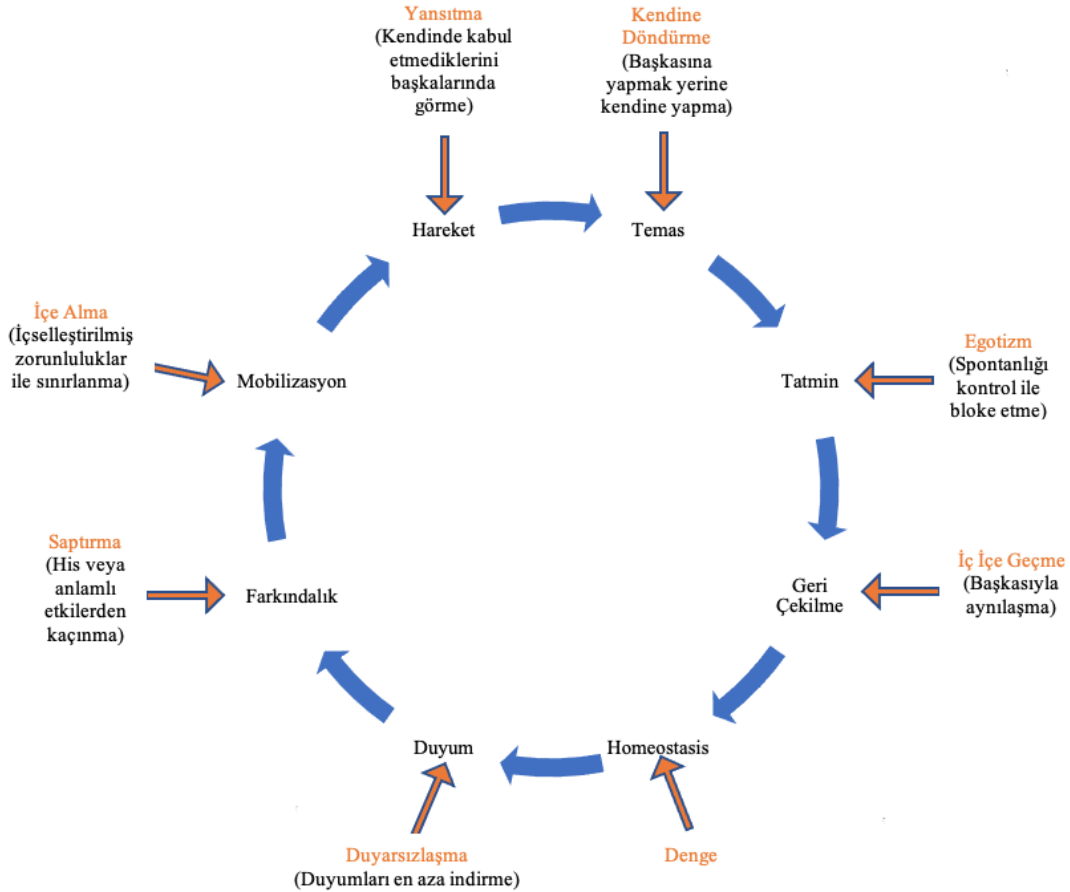 Yansıtma
(Kendinde kabul
etmediklerini
başkalarında
görme)
Kendine
Döndürme
(Başkasına
yapmak yerine
kendine yapma)
Hareket
Temas
İçe Alma
(İçselleştirilmiş
zorunluluklar
ile sınırlanma)
Mobilizasyon
Tatmin
Egotizm
(Spontanlığı
kontrol ile
bloke etme)
Saptırma
(His veya
anlamlı
etkilerden
kaçınma)
Farkındalık
Geri
Çekilme
İç İçe Geçme
(Başkasıyla
aynılaşma)
Duyum
Homeostasis
Duyarsızlaşma
(Duyumları en aza indirme)
Denge